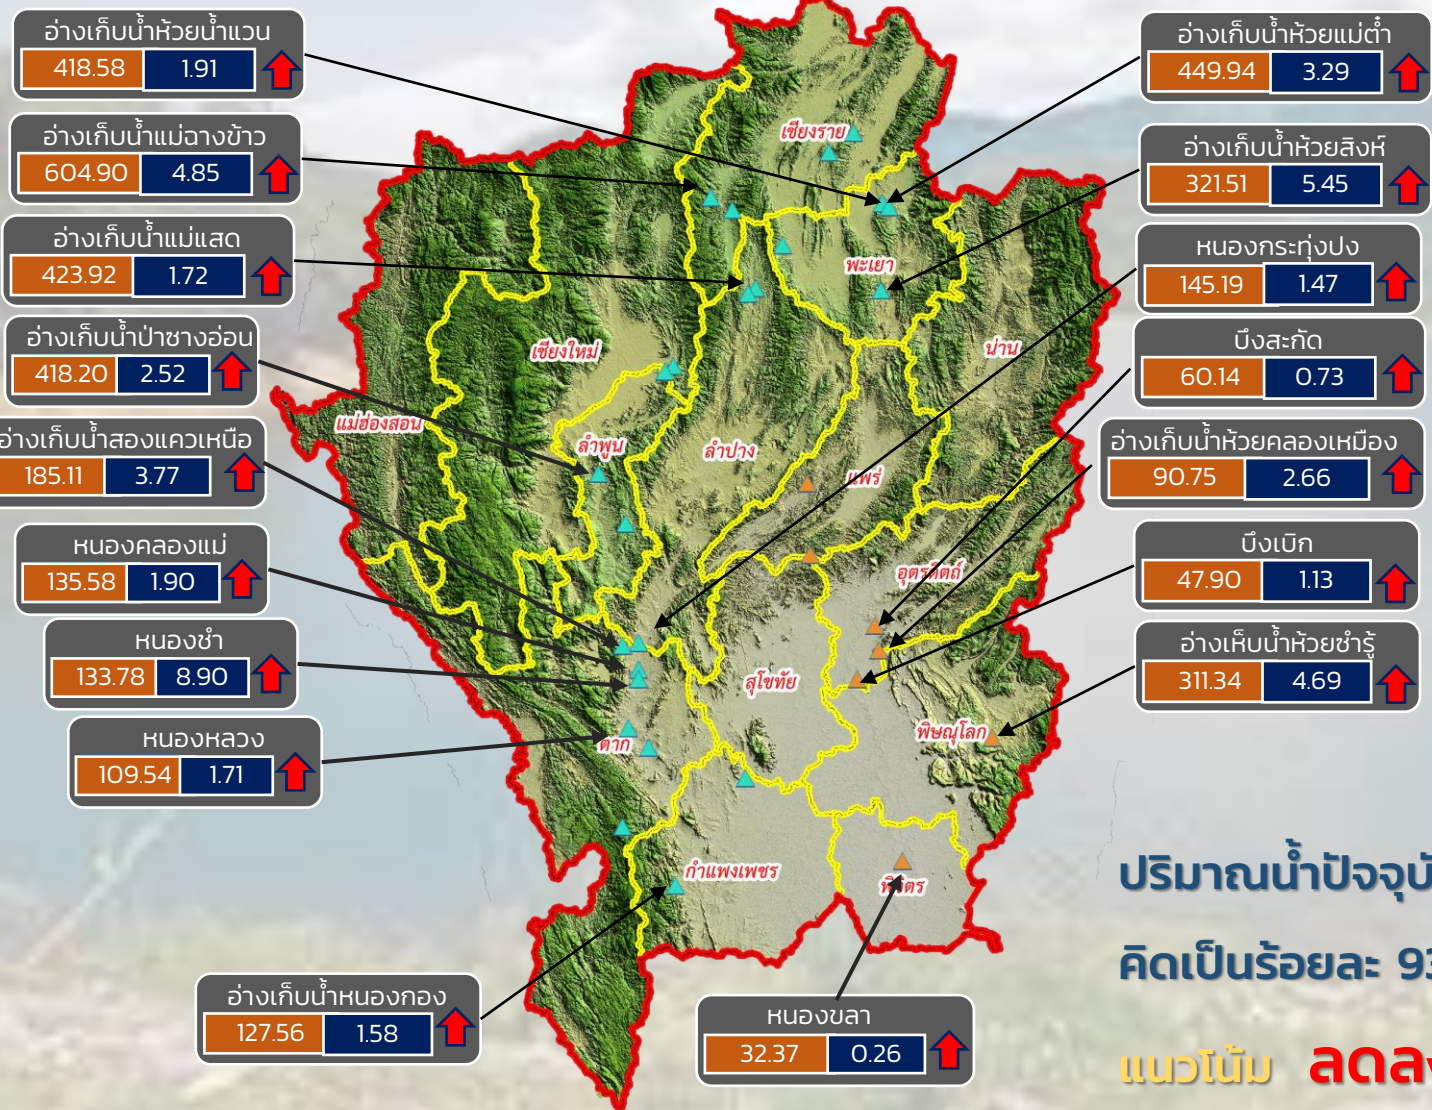 อ่างเก็บน้ำห้วยน้ำแวน
418.58 1.91
อ่างเก็บน้ำแม่ฉางข้าว
604.90 4.85
อ่างเก็บน้ำแม่แสด
423.92 1.72
อ่างเก็บน้ำป่าซางอ่อน
418.20 2.52
อ่างเก็บน้ำสองแควเหนือ
185.11 3.77
หนองคลองแม่
135.58 1.90
หนองชำ
133.78 8.90
หนองหลวง
109.54 1.71
อ่างเก็บน้ำหนองกอง
127.56 1.58
หนองขลา
32.37 0.26
อ่างเก็บน้ำห้วยแม่ต๋ำ
449.94 3.29
อ่างเก็บน้ำห้วยสิงห์
321.51 5.45
หนองกระทุ่งปง
145.19 1.47
บึงสะกัด
60.14 0.73
อ่างเก็บน้ำห้วยคลองเหมือง
90.75 2.66
บึงเบิก
47.90 1.13
อ่างเห็บน้ำห้วยซำรู้
311.34 4.69
เชียงราย
พะเยา
น่าน
เชียงใหม่
แม่ฮ่องสอน
ลำพูน
ลำปาง
แพร่
อุตรดิตถ์
สุโขทัย
ตาก
พิษณุโลก
กำแพงเพชร
ปริมาณน้ำปัจจุบั
คิดเป็นร้อยละ 93
แนวโน้ม ลดลง